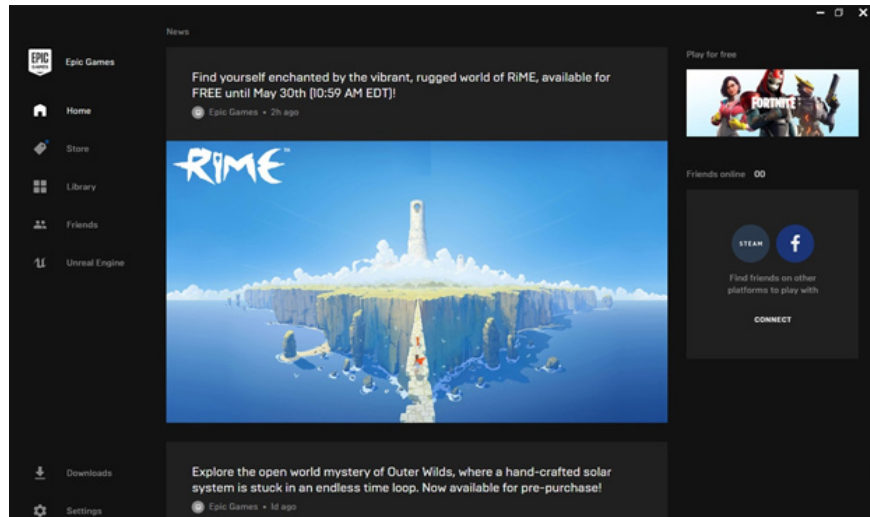 News
EPIC
GAMES
Epic Games
Home
Store
Library
Friends
Unreal Engine
Downloads
Settings
Find yourself enchanted by the vibrant, rugged world of RiME, available for
FREE until May 30th (10:59 AM EDT)!
Epic Games • 2h ago
RiME™
Explore the open world mystery of Outer Wilds, where a hand-crafted solar
system is stuck in an endless time loop. Now available for pre-purchase!
Epic Games • 1d ago
Play for free
FORTNITE
Friends online 00
STEAM f
Find friends on other
platforms to play with
CONNECT